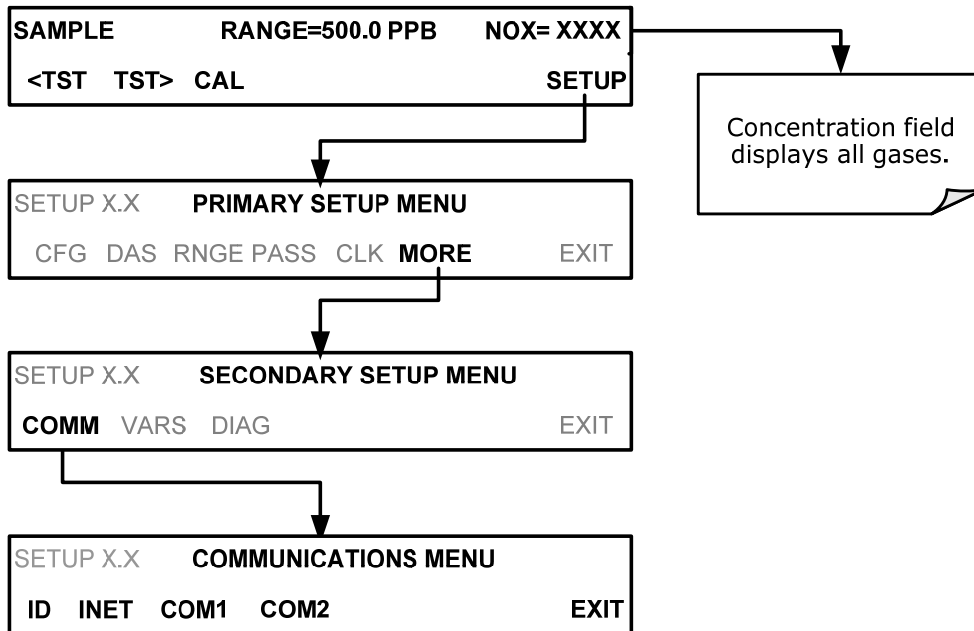 SAMPLE RANGE=500.0 PPB NOX= XXXX
<TST TST> CAL SETUP
Concentration field
displays all gases.
SETUP X.X PRIMARY SETUP MENU
CFG DAS RNGE PASS CLK MORE EXIT
SETUP X.X SECONDARY SETUP MENU
COMM VARS DIAG EXIT
SETUP X.X COMMUNICATIONS MENU
ID INET COM1 COM2 EXIT